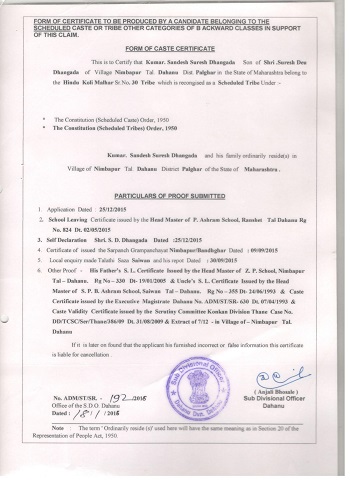 FORM OF CERTIFICATE TO BE PRODUCED BY A CANDIDATE BELONGING TO THE
SCHEDULED CASTE OR TRIBE OTHER CATEGORIES OF B ACKWARD CLASSES IN SUPPORT
OF THIS CLAIM.
FORM OF CASTE CERTIFICATE
This is to Certify that Kumar. Sandesh Suresh Dhangada Son of Shri .Suresh Deu
Dhangada of Village Nimbapur Tal. Dahanu Dist. Palghar in the State of Maharashtra belong to
the Hindu Koli Malhar Sr.No. 30 Tribe which is recongised as a Scheduled Tribe Under :-
* The Constitution (Scheduled Caste) Order, 1950
* The Constitution (Scheduled Tribes) Order, 1950
Kumar. Sandesh Suresh Dhangada and his family ordinarily reside(s) in
Village of Nimbapur Tal. Dahanu District Palghar of the State of Maharashtra .
PARTICULARS OF PROOF SUBMITTED
1. Application Dated : 25/12/2015
2. School Leaving Certificate issued by the Head Master of P. Ashram School, Raeshet Tal Dahanu Rg
No. 824 Dt. 02/05/2015
3. Self Declaration Shri. S. D. Dhangada Dated :25/12/2015
4. Certificate of issued the Sarpanch Grampanchayat Nimbapur/Bandhghar Dated : 09/09/2015
5. Local enquiry made Talathi Saza Saiwan and his report Dated : 30/09/2015
6. Other Proof - His Father's S. L. Certificate Issued by the Head Master of Z. P. School, Nimbapur
Tal – Dahanu. Rg No – 330 Dt- 19/01/2005 & Uncle's S. L. Certificate Issued by the Head
Master of S. P. B. Ashram School, Saiwan Tal – Dahanu, Rg No – 355 Dt: 24/06/1993 & Caste
Certificate issued by the Executive Magistrate Dahanu No. ADM/ST/SR- 630 Dt. 07/04/1993 &
Caste Validity Certificate issued by the Scrutiny Committee Konkan Division Thane Case No.
DD/TCSC/Ser/Thane/306/09 Dt. 31/08/2009 & Extract of 7/12 - in Village of – Nimbapur Tal.
Dahanu
If it is later on found that the applicant his furnished incorrect or false information this certificate
is liable for cancellation .
No. ADM/ST/SR. 192 /2016
Office of the S.D.O. Dahanu
Dated : 18/1 /2016
Sub Divisional Officer
Dahanu Dist.
( Anjali Bhosale )
Sub Divisional Officer
Dahanu
Note : The term 'Ordinarily reside (s)' used here will have the same meaning as in Section 20 of the
Representation of People Act, 1950.